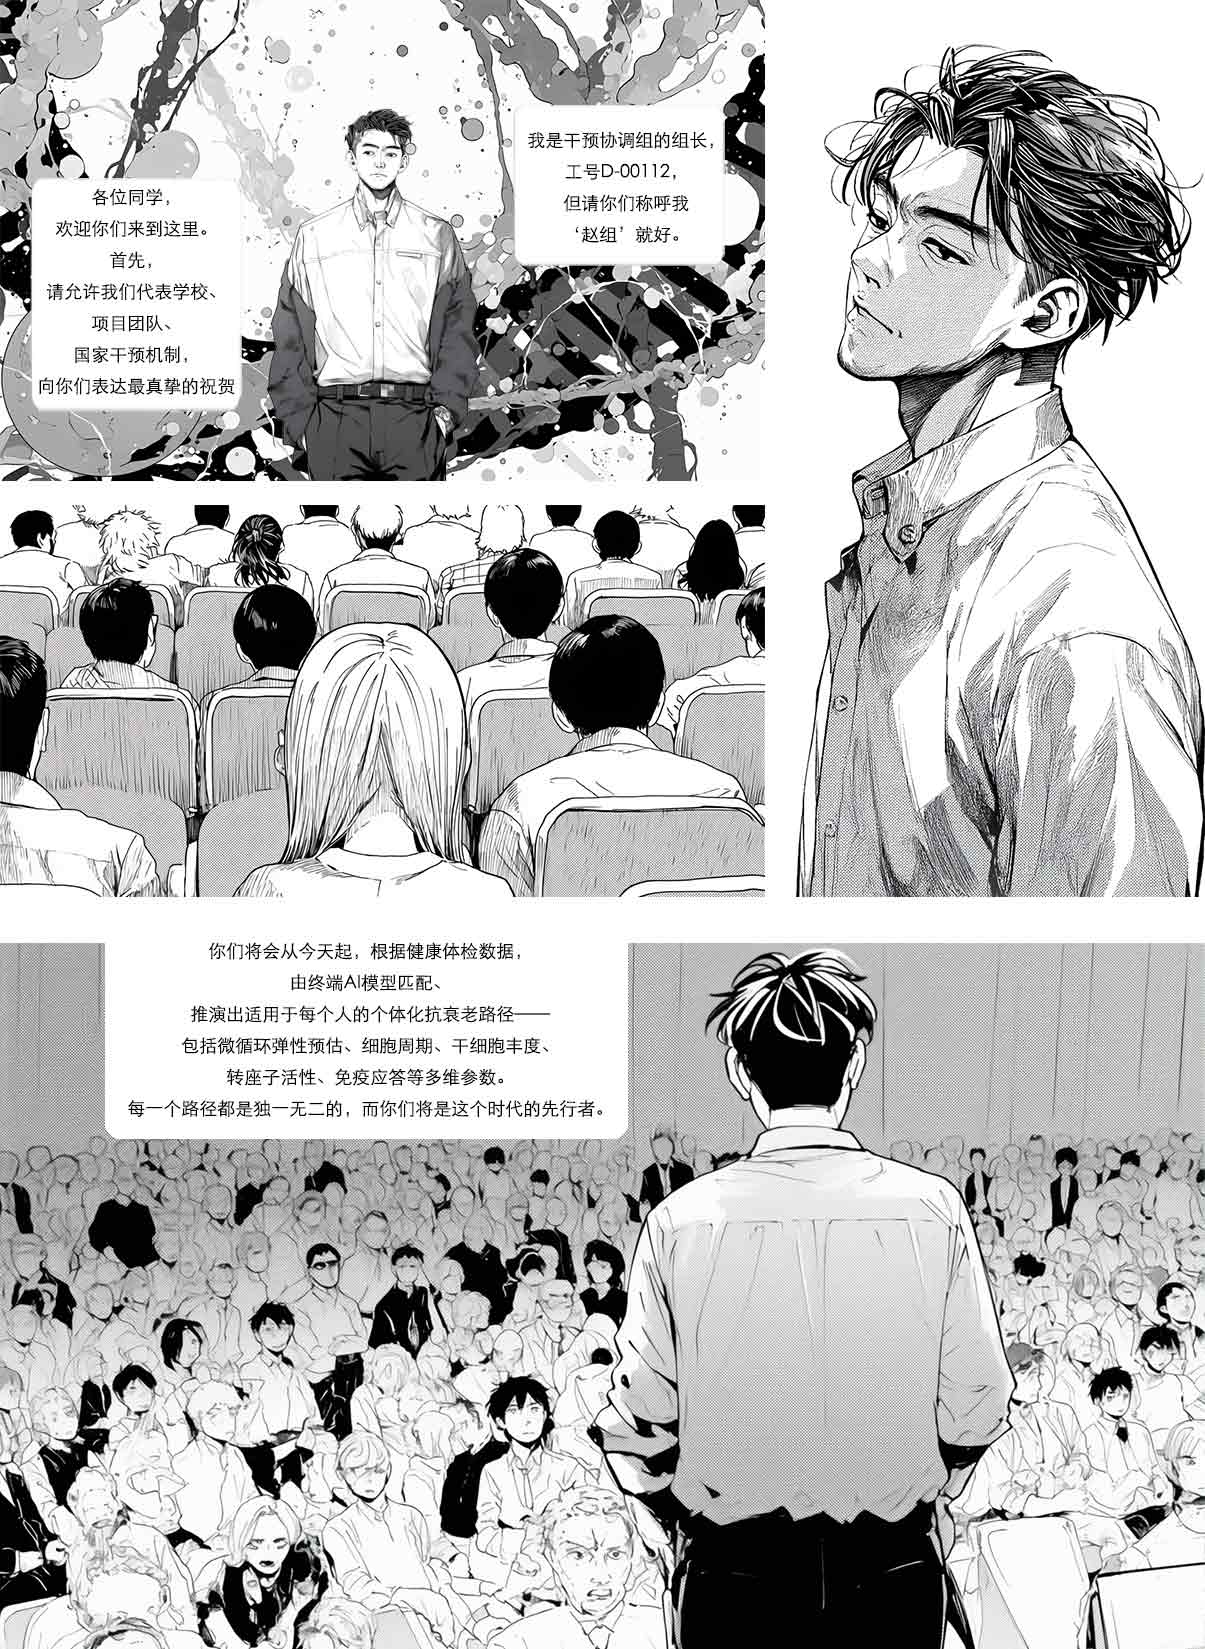 各位同学，
欢迎你们来到这里。
首先，
请允许我们代表学校、
项目团队、
国家干预机制，
向你们表达最真挚的祝贺
我是干预协调组的组长，
工号D-00112，
但请你们称呼我
‘赵组’就好。
你们将会从今天起，根据健康体检数据，
由终端AI模型匹配、
推演出适用于每个人的个体化抗衰老路径——
包括微循环弹性预估、细胞周期、干细胞丰度、
转座子活性、免疫应答等多维参数。
每一个路径都是独一无二的，而你们将是这个时代的先行者。